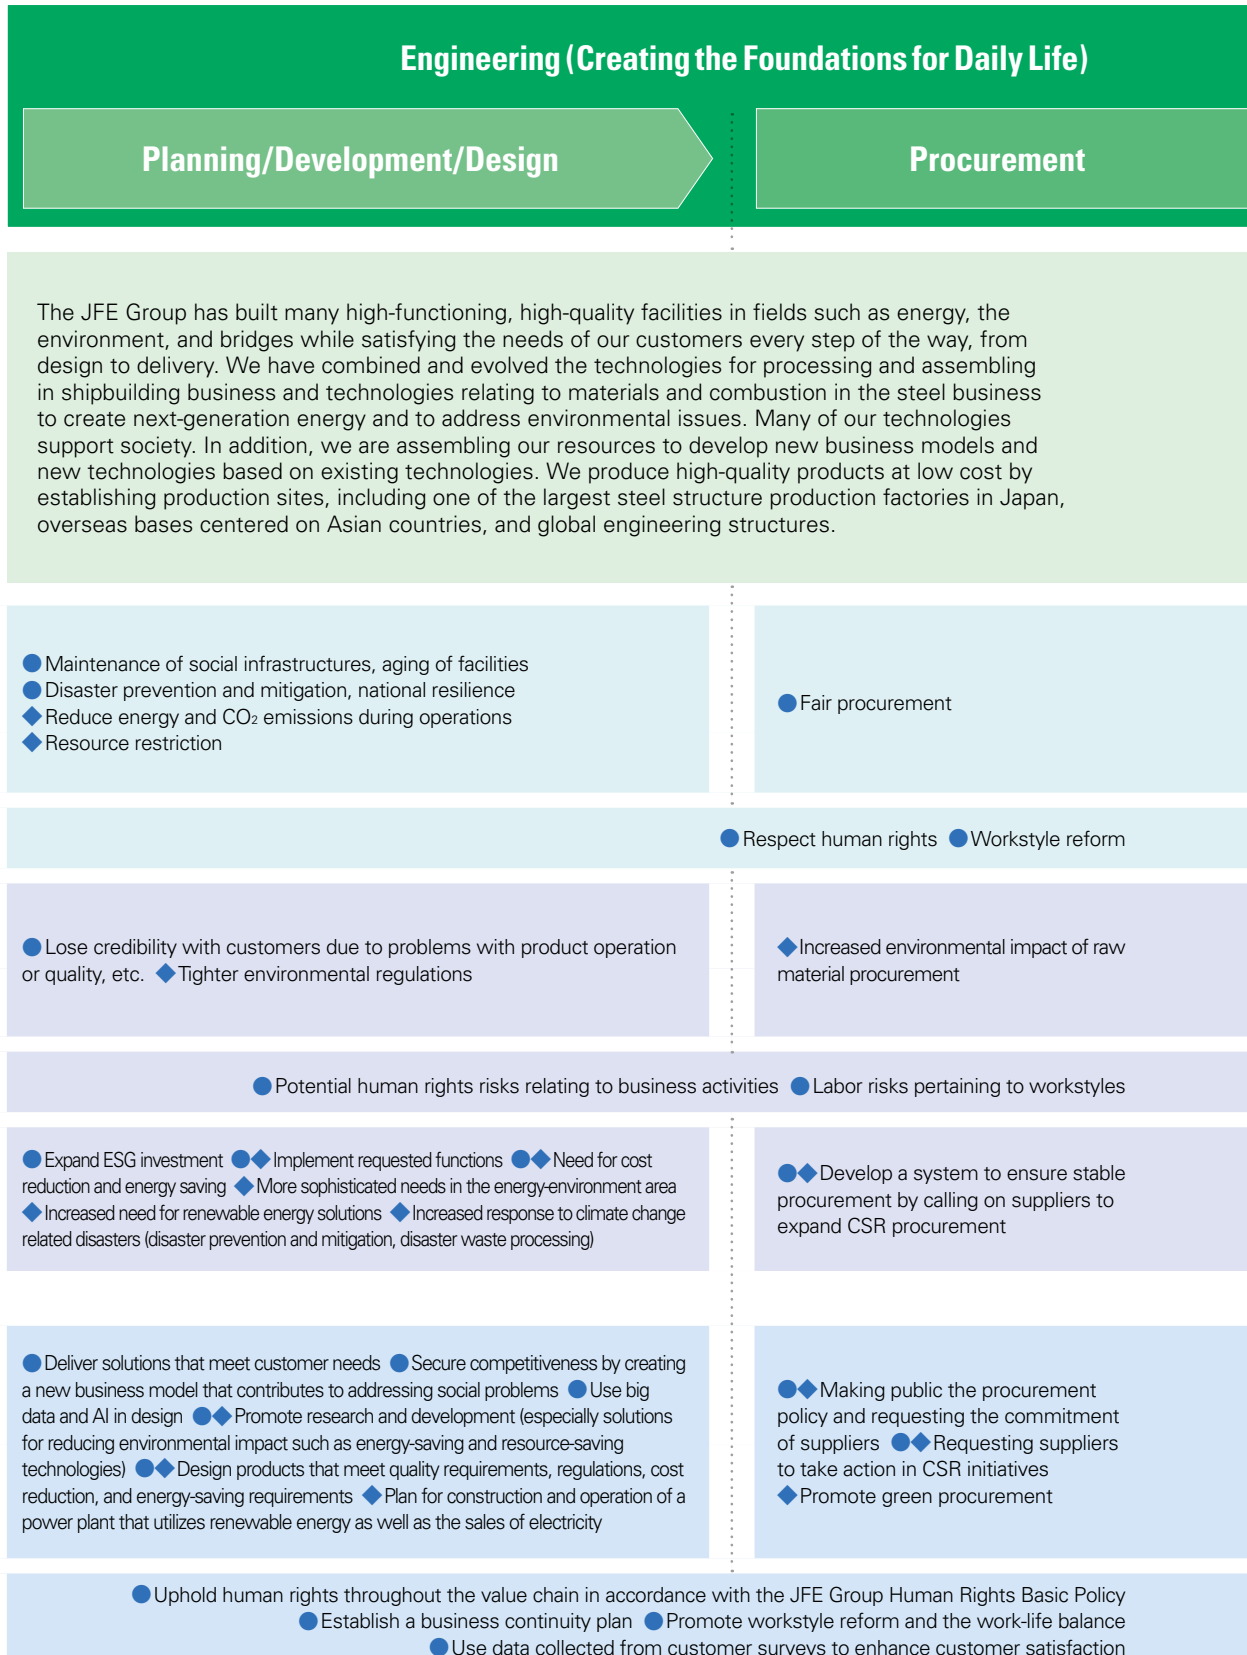 Engineering (Creating the Foundations for Daily Life)
Planning/Development/Design
Procurement
The JFE Group has built many high-functioning, high-quality facilities in fields such as energy, the
environment, and bridges while satisfying the needs of our customers every step of the way, from
design to delivery. We have combined and evolved the technologies for processing and assembling
in shipbuilding business and technologies relating to materials and combustion in the steel business
to create next-generation energy and to address environmental issues. Many of our technologies
support society. In addition, we are assembling our resources to develop new business models and
new technologies based on existing technologies. We produce high-quality products at low cost by
establishing production sites, including one of the largest steel structure production factories in Japan,
overseas bases centered on Asian countries, and global engineering structures.
●Maintenance of social infrastructures, aging of facilities
●Disaster prevention and mitigation, national resilience
◆Reduce energy and CO₂ emissions during operations
◆Resource restriction
●Fair procurement
●Respect human rights ●Workstyle reform
●Lose credibility with customers due to problems with product operation
or quality, etc. ◆Tighter environmental regulations
◆Increased environmental impact of raw
material procurement
●Potential human rights risks relating to business activities ●Labor risks pertaining to workstyles
●Expand ESG investment ●◆Implement requested functions ●◆Need for cost
reduction and energy saving ◆More sophisticated needs in the energy-environment area
◆Increased need for renewable energy solutions ◆Increased response to climate change
related disasters (disaster prevention and mitigation, disaster waste processing)
●◆Develop a system to ensure stable
procurement by calling on suppliers to
expand CSR procurement
●Deliver solutions that meet customer needs ●Secure competitiveness by creating
a new business model that contributes to addressing social problems ●Use big
data and AI in design ●◆Promote research and development (especially solutions
for reducing environmental impact such as energy-saving and resource-saving
technologies) ●◆Design products that meet quality requirements, regulations, cost
reduction, and energy-saving requirements ◆Plan for construction and operation of a
power plant that utilizes renewable energy as well as the sales of electricity
●◆Making public the procurement
policy and requesting the commitment
of suppliers ●◆Requesting suppliers
to take action in CSR initiatives
◆Promote green procurement
●Uphold human rights throughout the value chain in accordance with the JFE Group Human Rights Basic Policy
●Establish a business continuity plan ●Promote workstyle reform and the work-life balance
●Use data collected from customer surveys to enhance customer satisfaction